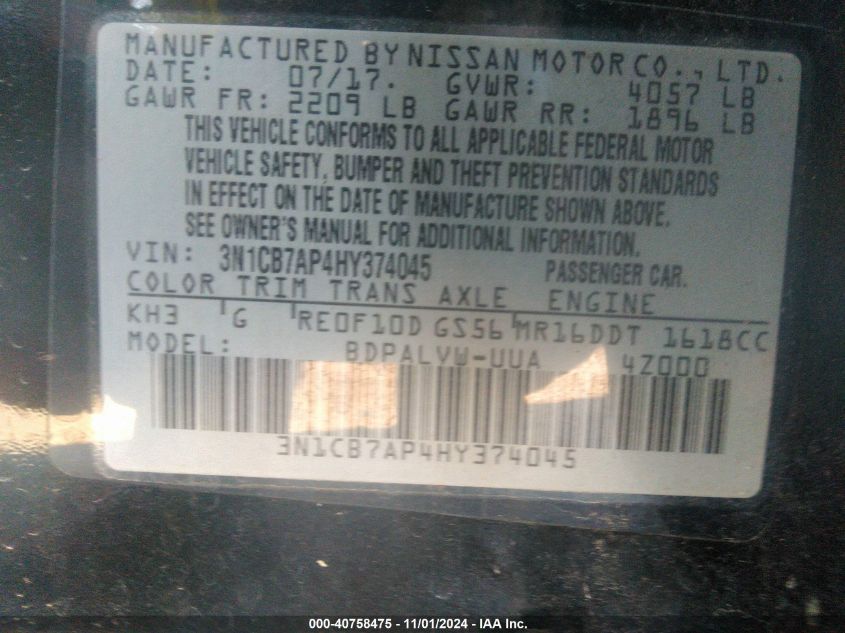 MANUFACTURED BY NISSAN MOTOR CO., LTD.
DATE: 07/17. GVWR: 4057 LB
GAWR FR: 2209 LB GAWR RR: 1896 LB
THIS VEHICLE CONFORMS TO ALL APPLICABLE FEDERAL MOTOR
VEHICLE SAFETY, BUMPER AND THEFT PREVENTION STANDARDS
IN EFFECT ON THE DATE OF MANUFACTURE SHOWN ABOVE.
SEE OWNER'S MANUAL FOR ADDITIONAL INFORMATION.
VIN: 3N1CB7AP4HY374045 PASSENGER CAR.
COLOR TRIM TRANS AXLE ENGINE
KH3 G RE0F10D GS56 MR16DDT 1618CC
MODEL: BDPALVW-UUA 4Z000
3N1CB7AP4HY374045
000-40758475 - 11/01/2024 - IAA Inc.